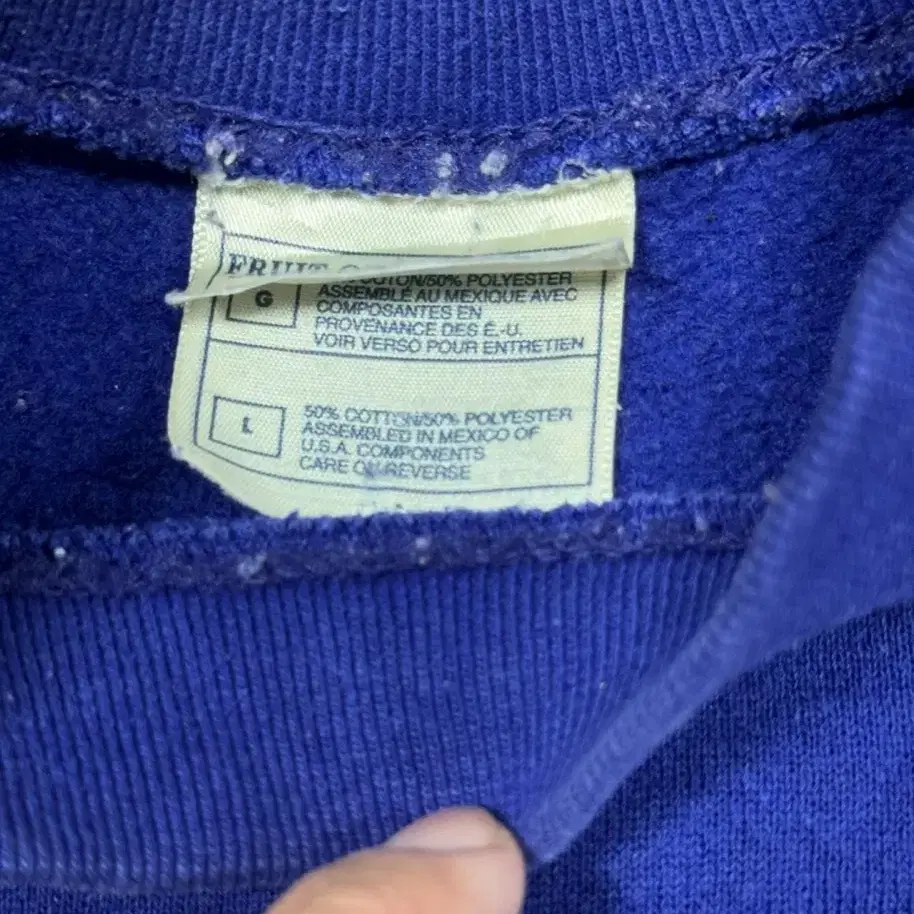 FRUIT
G
COTON/50% POLYESTER
ASSEMBLÉ AU MEXIQUE AVEC
COMPOSANTES EN
PROVENANCE DES É.-U.
VOIR VERSO POUR ENTRETIEN
L
50% COTTON/50% POLYESTER
ASSEMBLED IN MEXICO OF
U.S.A. COMPONENTS
CARE ON REVERSE